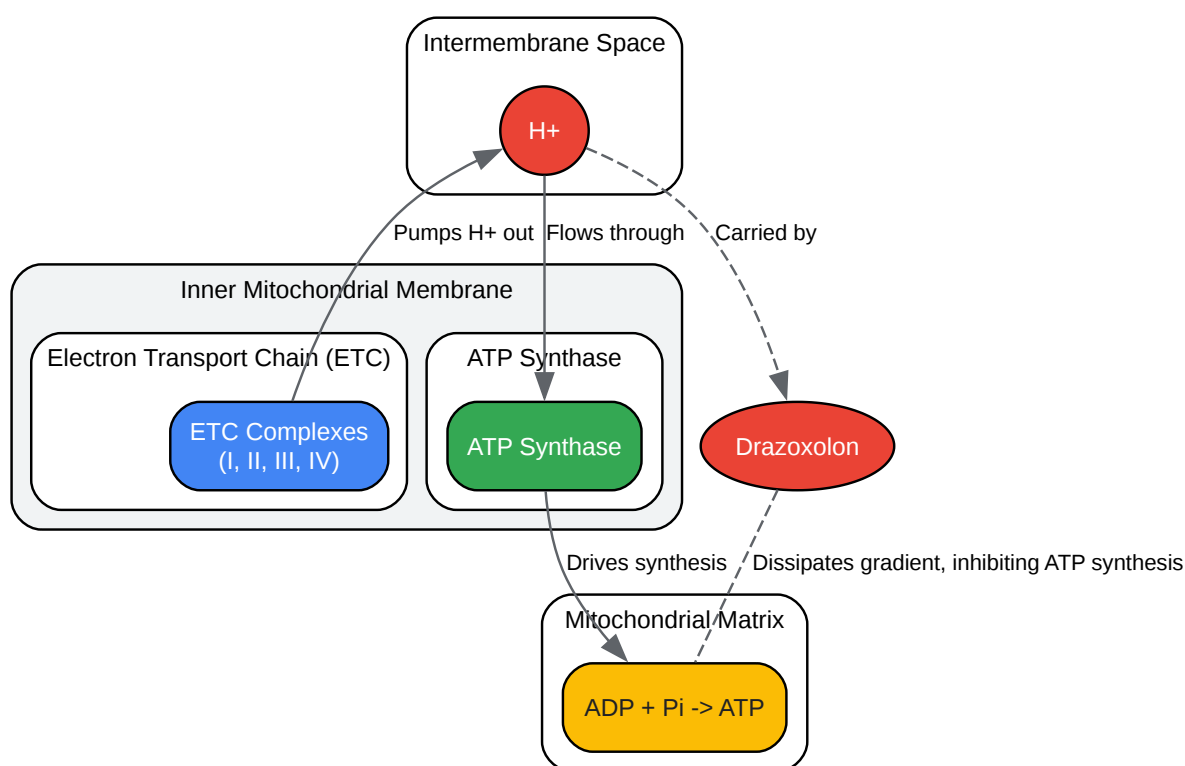 Intermembrane Space
H+
Pumps H+ out
Flows through
Carried by
Inner Mitochondrial Membrane
Electron Transport Chain (ETC)
ATP Synthase
ETC Complexes
(I, II, III, IV)
ATP Synthase
Drazoxolon
Drives synthesis
Dissipates gradient, inhibiting ATP synthesis
Mitochondrial Matrix
ADP + Pi -> ATP